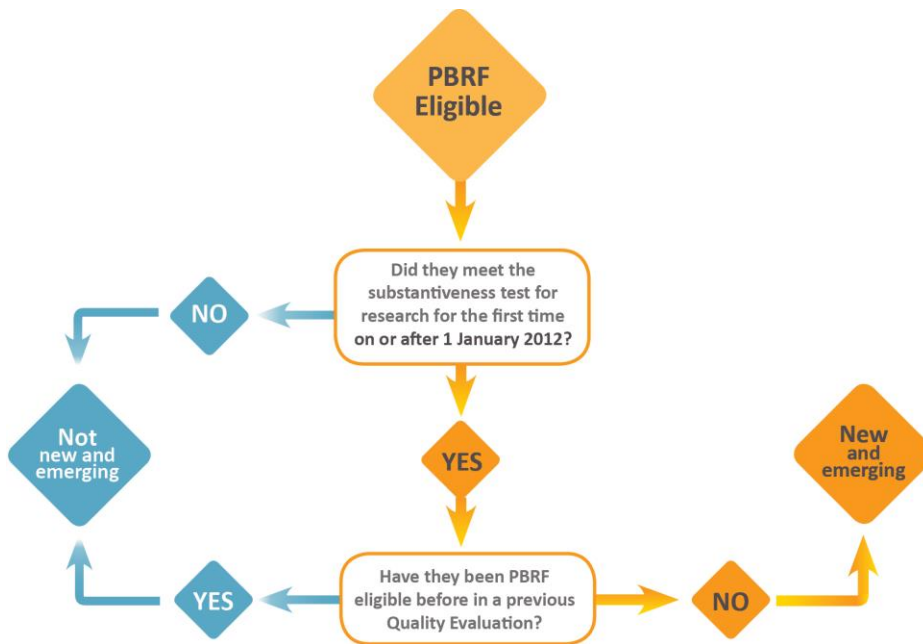 PBRF
Eligible
Did they meet the
substantiveness test for
research for the first time
on or after 1 January 2012?
NO
Not
new and
emerging
YES
New
and
emerging
Have they been PBRF
eligible before in a previous
Quality Evaluation?
YES
NO